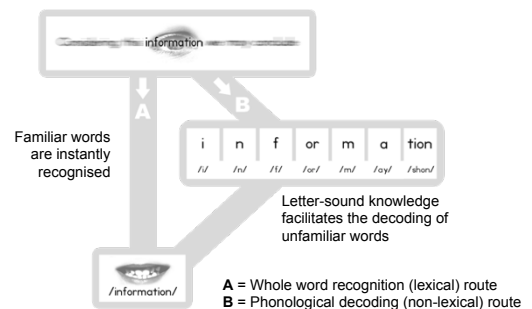 information
A
B
Familiar words
are instantly
recognised
i n f or m a tion
/i/ /n/ /f/ /or/ /m/ /ay/ /shon/
Letter-sound knowledge
facilitates the decoding of
unfamiliar words
/information/
A = Whole word recognition (lexical) route
B = Phonological decoding (non-lexical) route